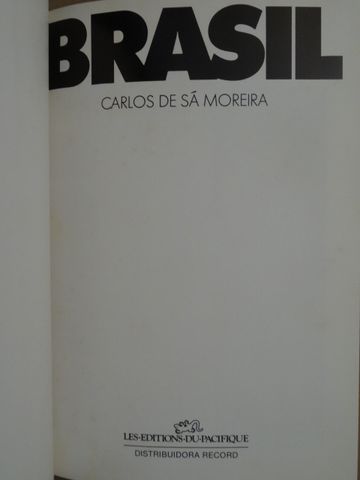 BRASIL
CARLOS DE SÁ MOREIRA
LES·EDITIONS·DU·PACIFIQUE
DISTRIBUIDORA RECORD